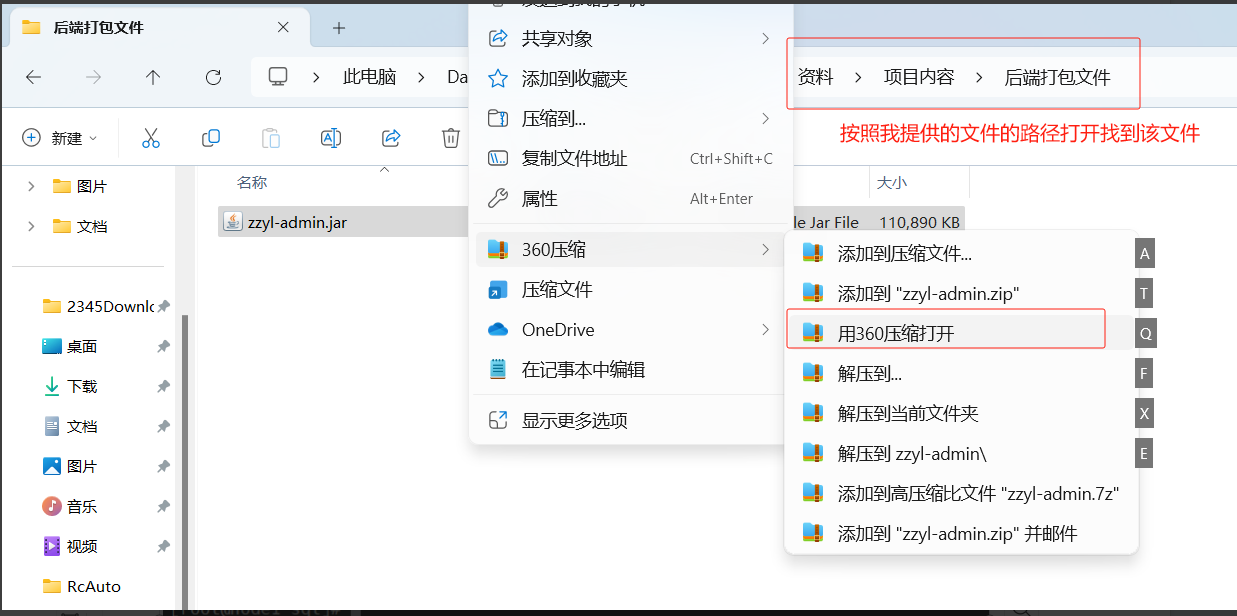 后端打包文件
此电脑
Da
资料
项目内容
后端打包文件
新建
按照我提供的文件的路径打开找到该文件
名称
大小
图片
文档
zzyl-admin.jar
le Jar File
110,890 KB
2345Downlo
桌面
下载
文档
图片
音乐
视频
RcAuto
共享对象
添加到收藏夹
压缩到...
复制文件地址 Ctrl+Shift+C
属性 Alt+Enter
360压缩
压缩文件
OneDrive
在记事本中编辑
显示更多选项
添加到压缩文件... A
添加到 "zzyl-admin.zip" T
用360压缩打开 Q
解压到... F
解压到当前文件夹 X
解压到 zzyl-admin\ E
添加到高压缩比文件 "zzyl-admin.7z"
添加到 "zzyl-admin.zip" 并邮件